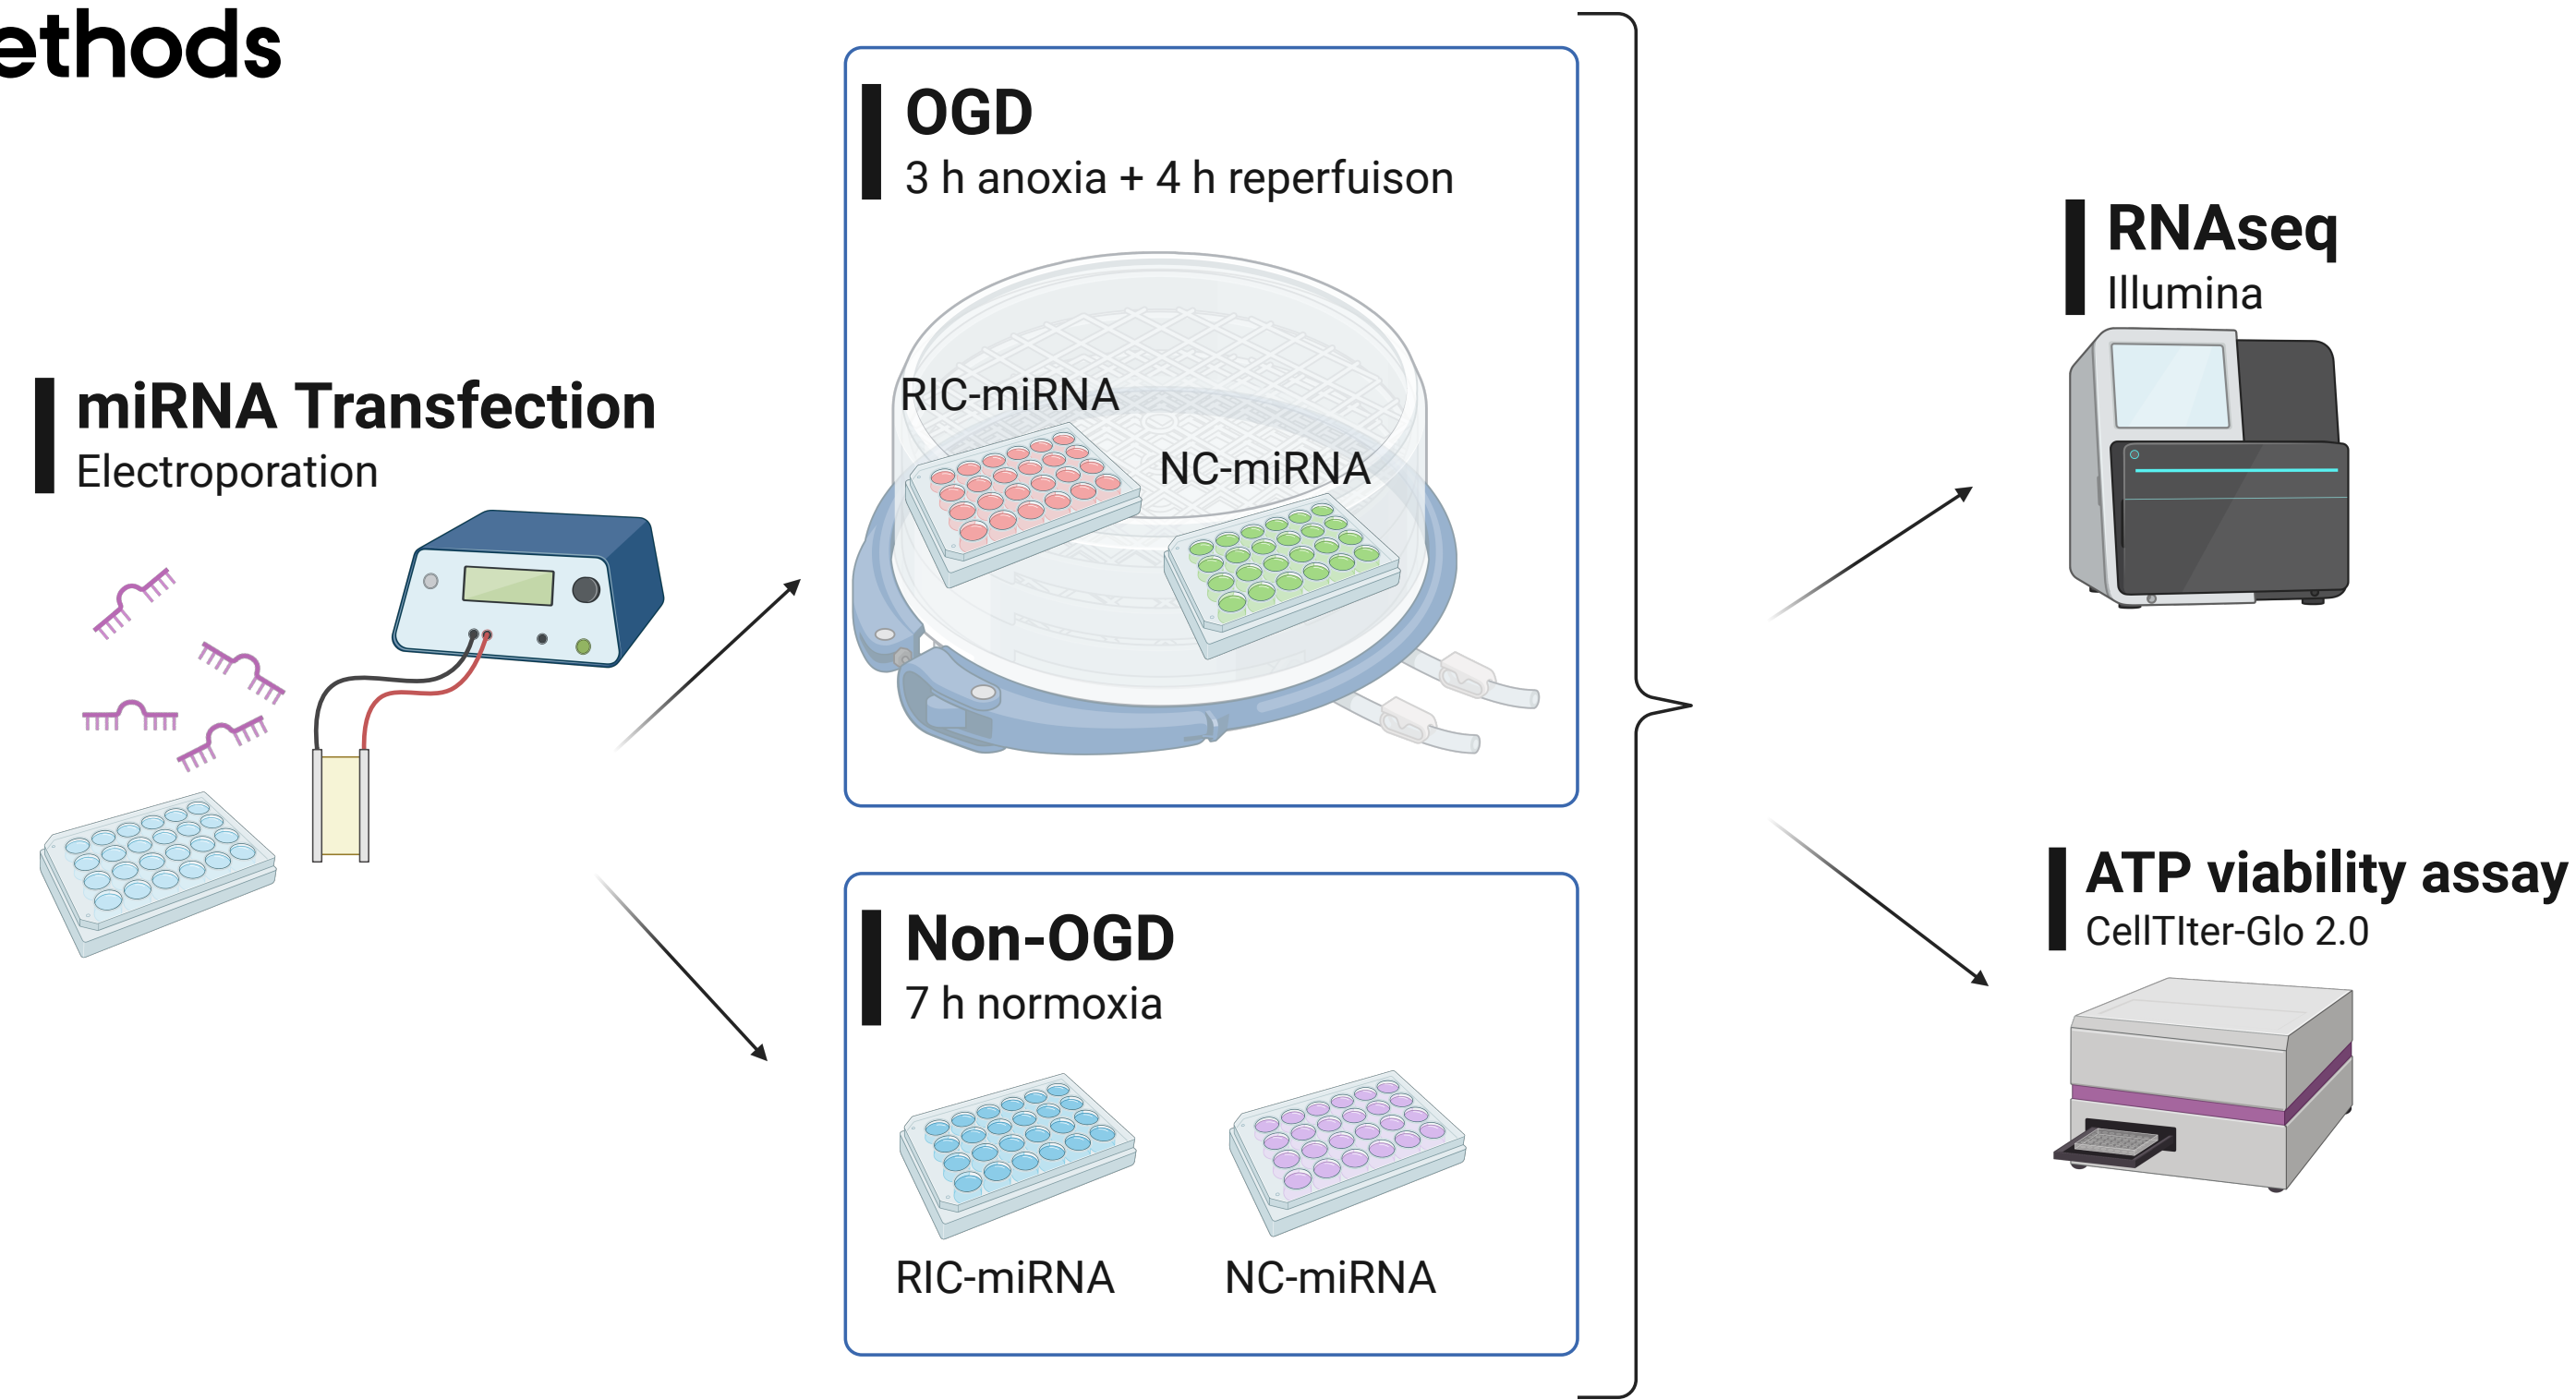 ethods
miRNA Transfection
Electroporation
OGD
3 h anoxia + 4 h reperfuison
RIC-miRNA
NC-miRNA
Non-OGD
7 h normoxia
RIC-miRNA
NC-miRNA
RNAseq
Illumina
ATP viability assay
CellTIter-Glo 2.0